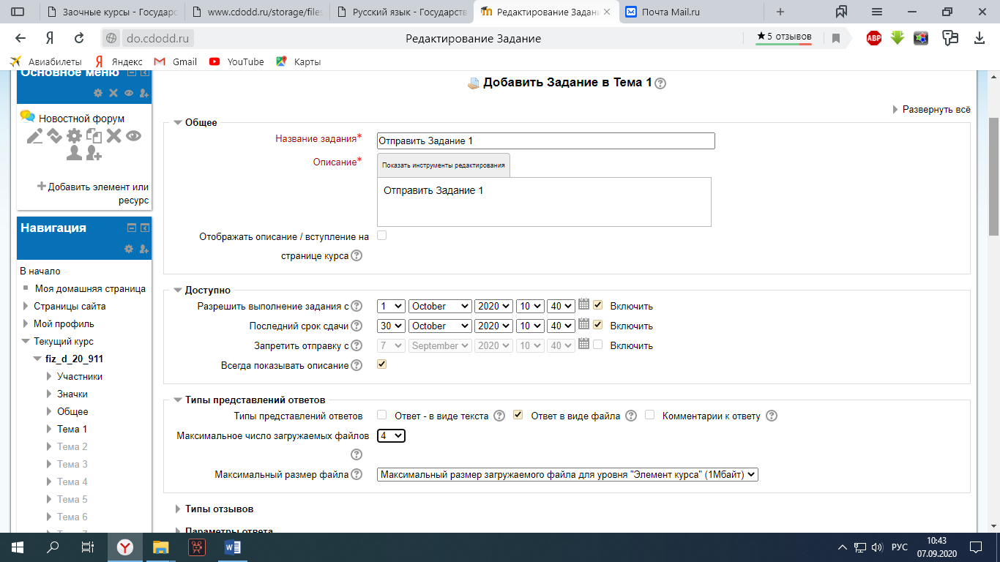 Заочные курсы - Государс
www.cdodd.ru/storage/files
Русский язык - Государств
Редактирование Задани
Почта Mail.ru
do.cdodd.ru
Редактирование Задание
★5 отзывов
ABP
Авиабилеты
Яндекс
Gmail
YouTube
Карты
Основное меню
Новостной форум
Добавить элемент или
ресурс
Навигация
В начало
Моя домашняя страница
Страницы сайта
Мой профиль
Текущий курс
fiz_d_20_911
Участники
Значки
Общее
Тема 1
Тема 2
Тема 3
Тема 4
Тема 5
Тема 6
Добавить Задание в Тема 1
Развернуть всё
Общее
Название задания* Отправить Задание 1
Описание* Показать инструменты редактирования
Отправить Задание 1
Отображать описание / вступление на
странице курса
Доступно
Разрешить выполнение задания с 1 October 2020 10 40 Включить
Последний срок сдачи 30 October 2020 10 40 Включить
Запретить отправку с 7 September 2020 10 40 Включить
Всегда показывать описание
Типы представлений ответов
Типы представлений ответов Ответ - в виде текста Ответ в виде файла Комментарии к ответу
Максимальное число загружаемых файлов 4
Максимальный размер файла Максимальный размер загружаемого файла для уровня "Элемент курса" (1Мбайт)
Типы отзывов
Параметры ответа
РУС
10:43
07.09.2020